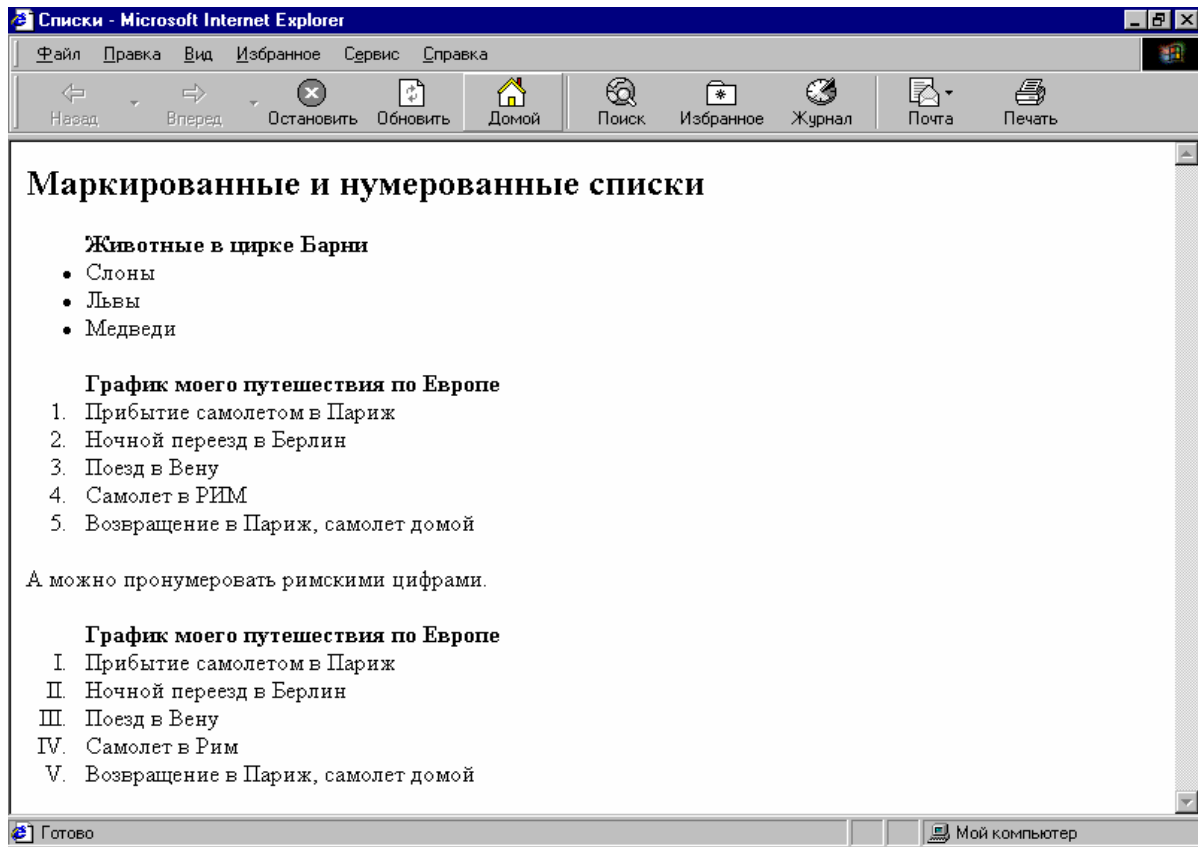 Списки - Microsoft Internet Explorer
Файл Правка Вид Избранное Сервис Справка
Назад Вперед Остановить Обновить Домой Поиск Избранное Журнал Почта Печать
Маркированные и нумерованные списки
Животные в цирке Барни
• Слоны
• Львы
• Медведи
График моего путешествия по Европе
1. Прибытие самолетом в Париж
2. Ночной переезд в Берлин
3. Поезд в Вену
4. Самолет в РИМ
5. Возвращение в Париж, самолет домой
А можно пронумеровать римскими цифрами.
График моего путешествия по Европе
I. Прибытие самолетом в Париж
II. Ночной переезд в Берлин
III. Поезд в Вену
IV. Самолет в Рим
V. Возвращение в Париж, самолет домой
Готово Мой компьютер